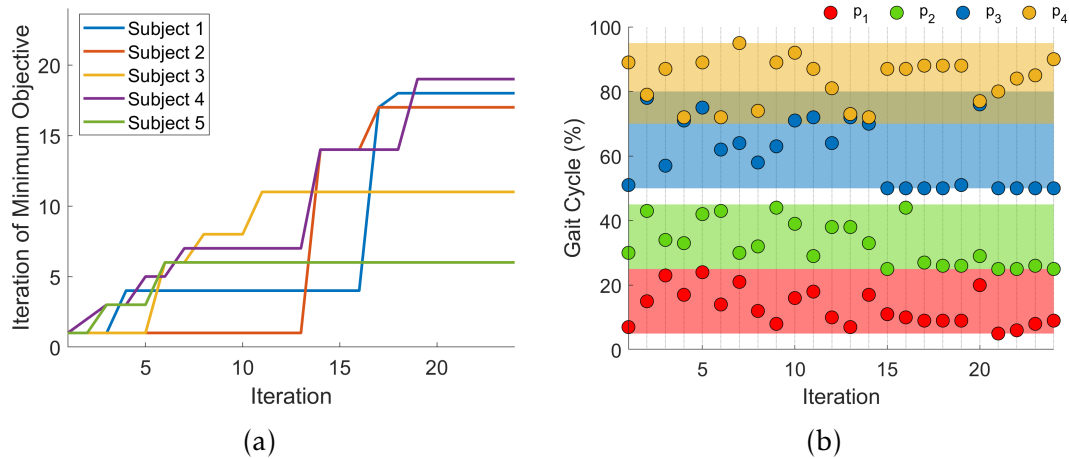 Subject 1
Subject 2
Subject 3
Subject 4
Subject 5
20
15
10
5
0
5
10
15
20
Iteration of Minimum Objective
Iteration
(a)
p1 p2 p3 p4
100
80
60
40
20
0
5
10
15
20
Gait Cycle (%)
Iteration
(b)